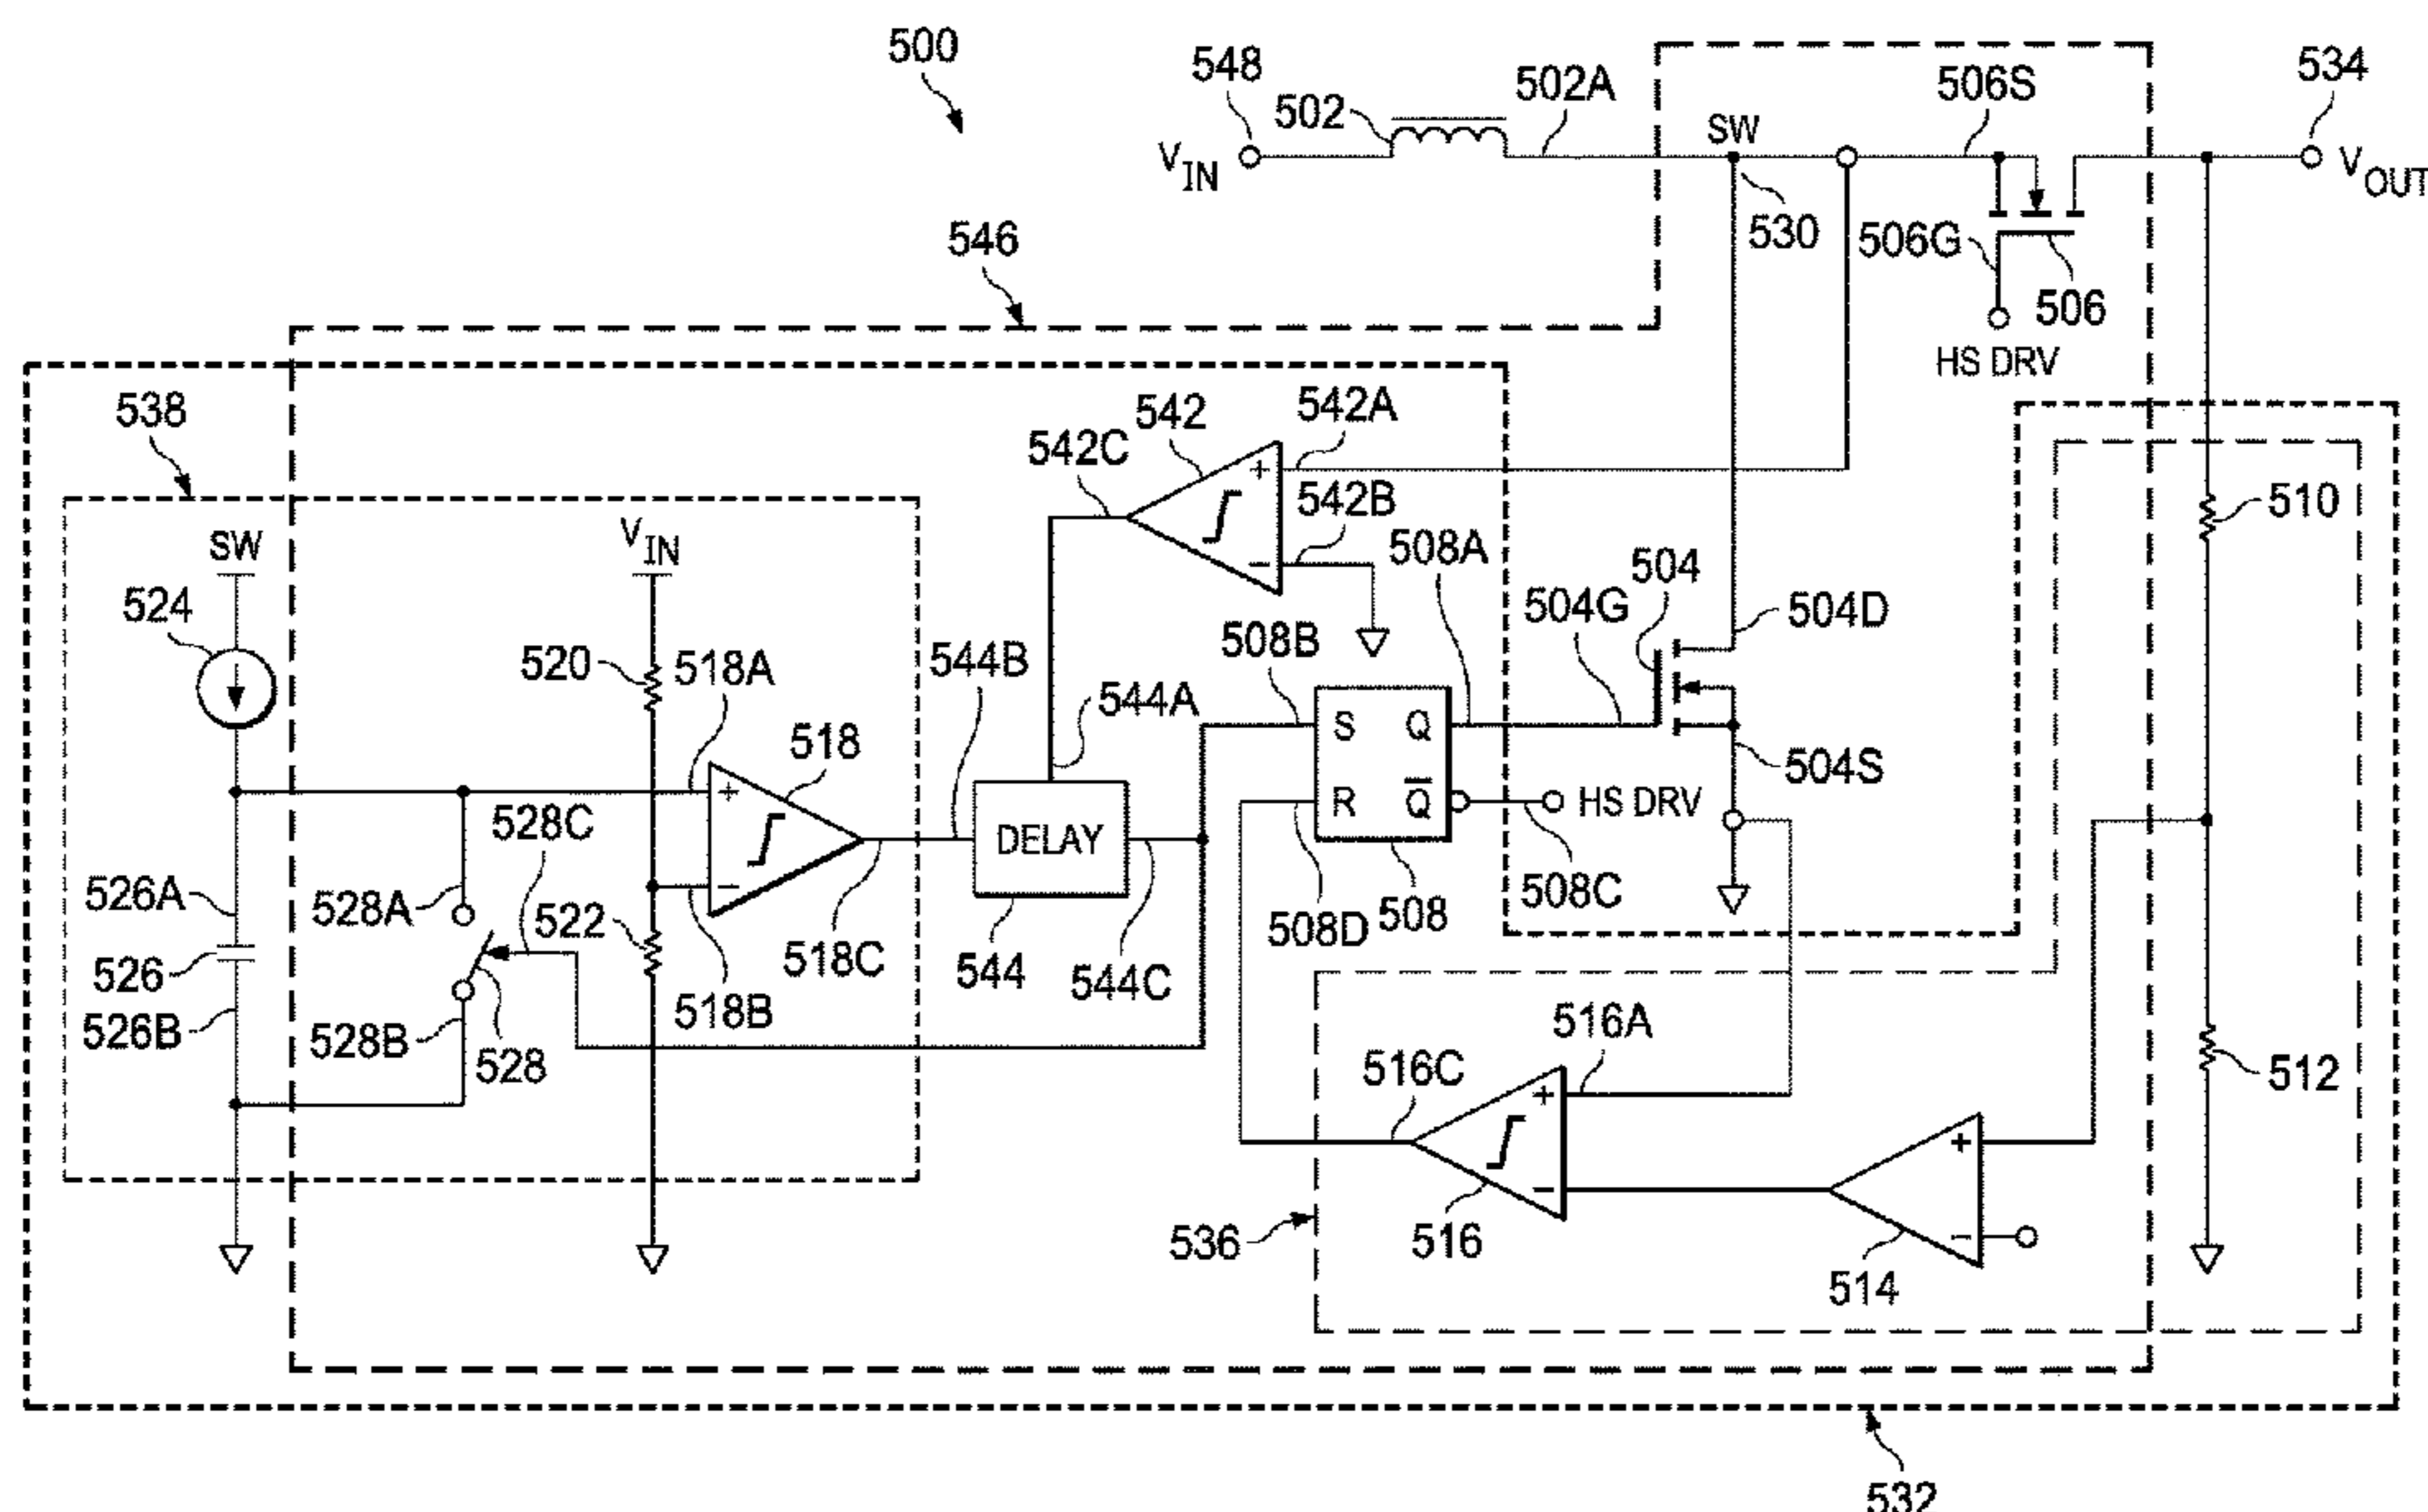 500
548
502
502A
506S
534
SW
VIN
VOUT
530
506G
506
HS DRV
546
538
542
542A
542C
542B
510
SW
VIN
508A
504
504G
504D
524
520
518A
544B
508B
544A
518
S
Q
504S
528C
DELAY
R
Q
HS DRV
526A
528A
522
508D
508
508C
526
518C
544
544C
526B
528B
528
518B
516A
516C
512
536
516
514
532
+
-
+
-
+
-
+
-